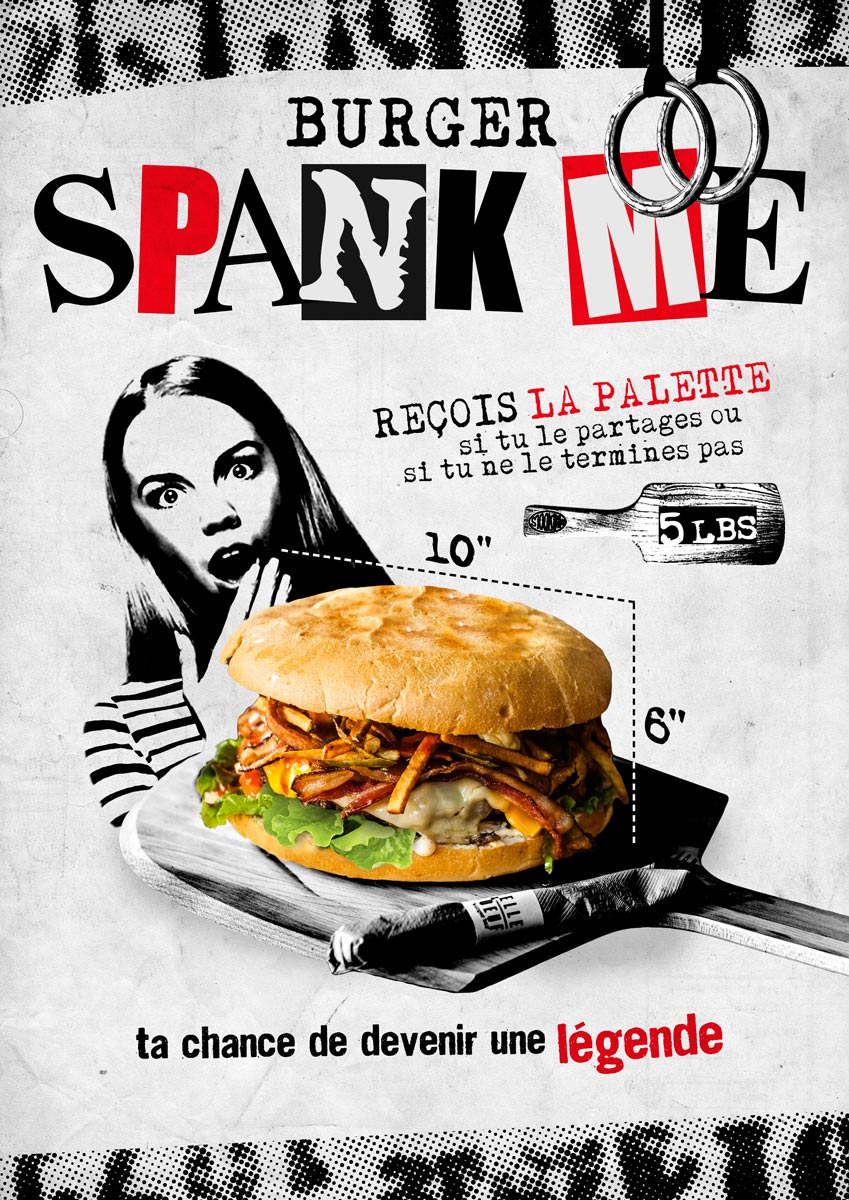 BURGER
SPANK ME
REÇOIS LA PALETTE
si tu le partages ou
si tu ne le termines pas
5 LBS
10"
6"
ELLE
ta chance de devenir une légende